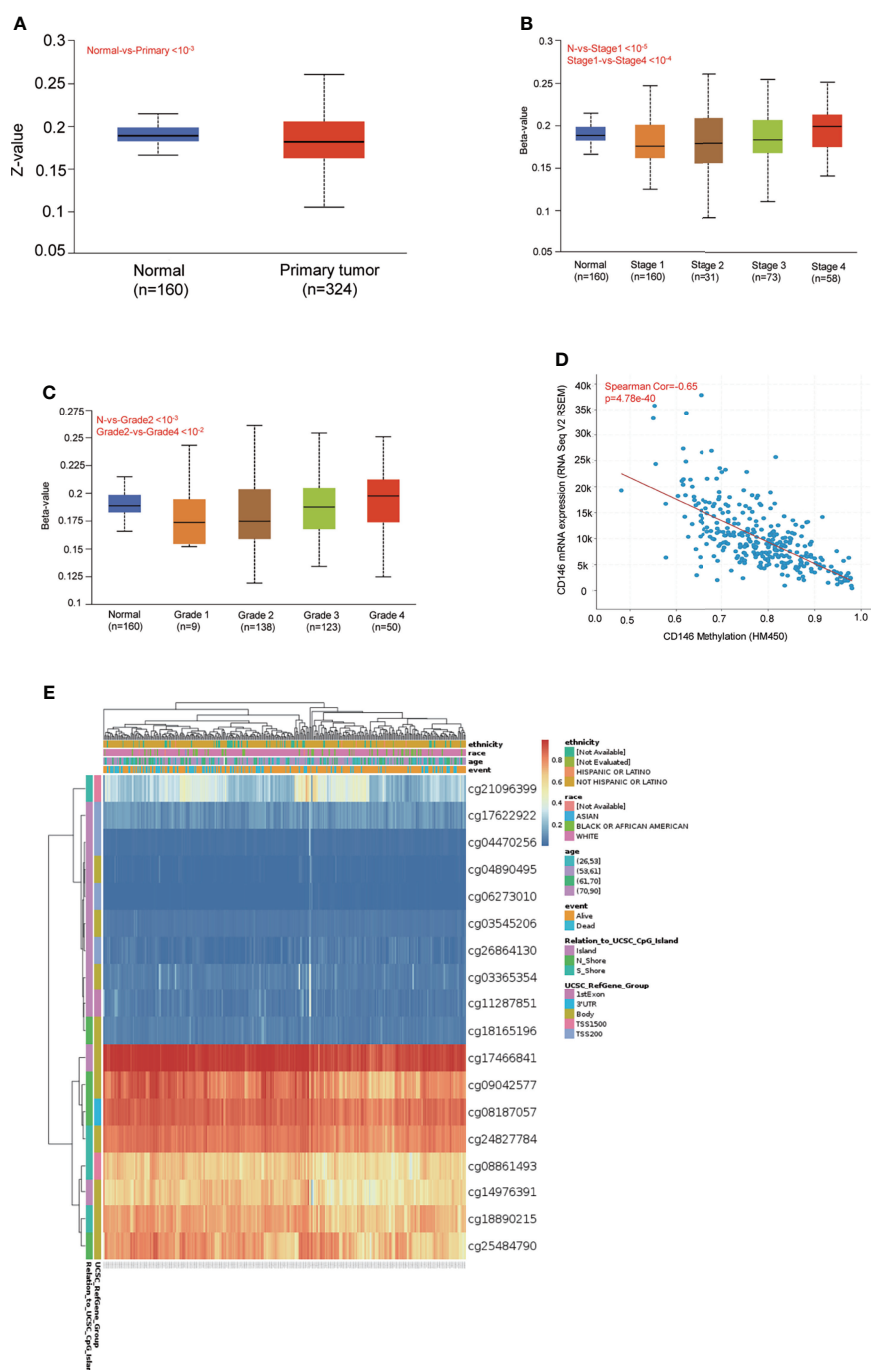 A
Normal-vs-Primary <10-3
Z-value
0.3
0.25
0.2
0.15
0.1
0.05
Normal
(n=160)
Primary tumor
(n=324)
B
N-vs-Stage1 <10-5
Stage1-vs-Stage4 <10-4
Beta-value
0.3
0.25
0.2
0.15
0.1
0.05
Normal
(n=160)
Stage 1
(n=160)
Stage 2
(n=31)
Stage 3
(n=73)
Stage 4
(n=58)
C
N-vs-Grade2 <10-3
Grade2-vs-Grade4 <10-2
Beta-value
0.275
0.25
0.225
0.2
0.175
0.15
0.125
0.1
Normal
(n=160)
Grade 1
(n=9)
Grade 2
(n=138)
Grade 3
(n=123)
Grade 4
(n=50)
D
Spearman Cor=-0.65
p=4.78e-40
CD146 mRNA expression (RNA Seq V2 RSEM)
40k
35k
30k
25k
20k
15k
10k
5k
0
0.0
0.5
0.6
0.7
0.8
0.9
1.0
CD146 Methylation (HM450)
E
ethnicity
race
age
event
cg21096399
cg17622922
cg04470256
cg04890495
cg06273010
cg03545206
cg26864130
cg03365354
cg11287851
cg18165196
cg17466841
cg09042577
cg08187057
cg24827784
cg08861493
cg14976391
cg18890215
cg25484790
0.8
0.6
0.4
0.2
ethnicity
[Not Available]
[Not Evaluated]
HISPANIC OR LATINO
NOT HISPANIC OR LATINO
race
[Not Available]
ASIAN
BLACK OR AFRICAN AMERICAN
WHITE
age
(26,53]
(53,61]
(61,70]
(70,90]
event
Alive
Dead
Relation_to_UCSC_CpG_Island
Island
N_Shore
S_Shore
UCSC_RefGene_Group
1stExon
3'UTR
Body
TSS1500
TSS200
UCSC_RefGene_Group
Relation_to_UCSC_CpG_Islar